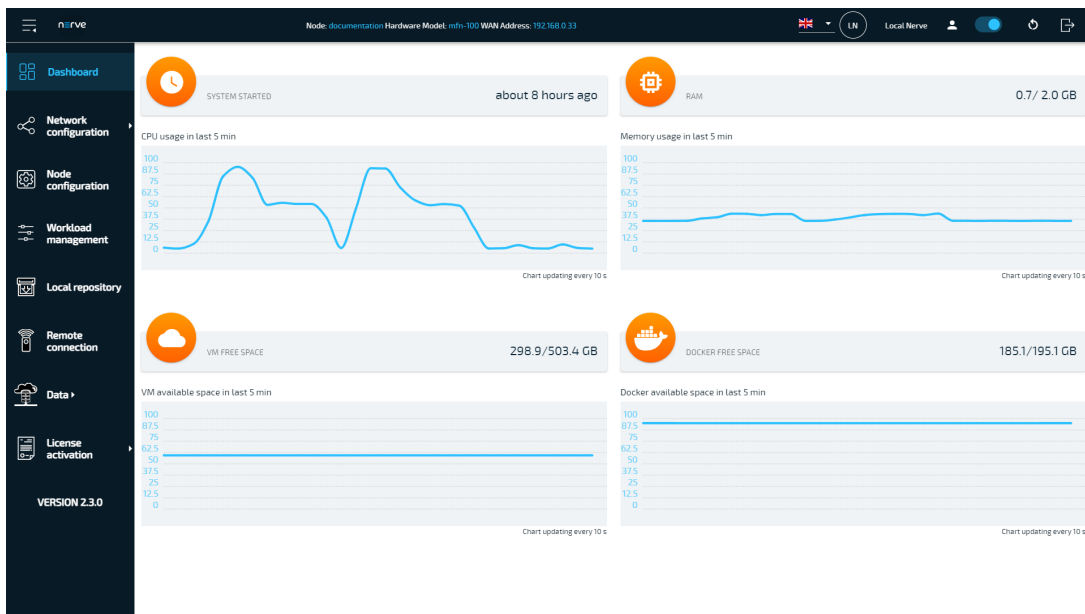 nerve
Node: documentation Hardware Model: mfn-100 WAN Address: 192.168.0.33
LN
Local Nerve
Dashboard
Network
configuration
Node
configuration
Workload
management
Local repository
Remote
connection
Data
License
activation
VERSION 2.3.0
SYSTEM STARTED
about 8 hours ago
CPU usage in last 5 min
100
87.5
75
62.5
50
37.5
25
12.5
0
Chart updating every 10 s
RAM
0.7/ 2.0 GB
Memory usage in last 5 min
100
87.5
75
62.5
50
37.5
25
12.5
0
Chart updating every 10 s
VM FREE SPACE
298.9/503.4 GB
VM available space in last 5 min
100
87.5
75
62.5
50
37.5
25
12.5
0
Chart updating every 10 s
DOCKER FREE SPACE
185.1/195.1 GB
Docker available space in last 5 min
100
87.5
75
62.5
50
37.5
25
12.5
0
Chart updating every 10 s